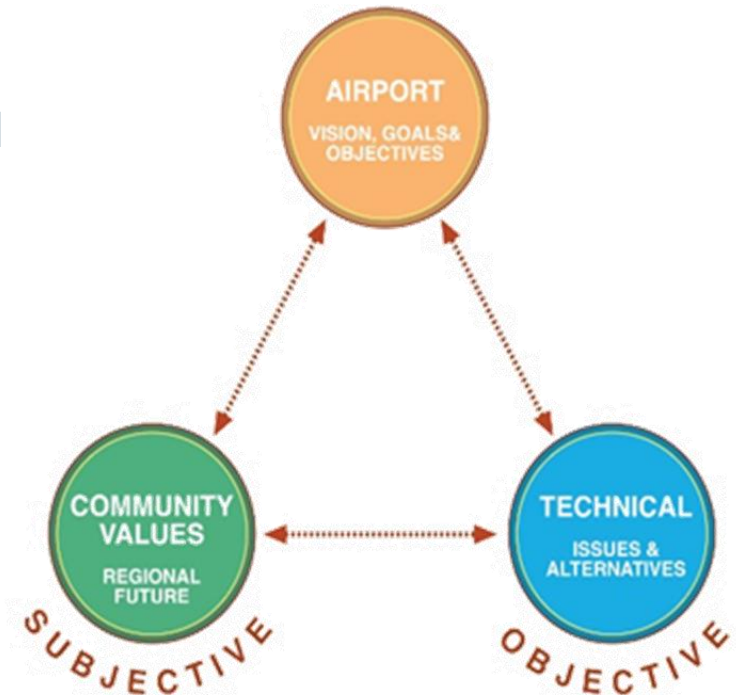 AIRPORT
VISION, GOALS&
OBJECTIVES
COMMUNITY
VALUES
REGIONAL
FUTURE
SUBJECTIVE
TECHNICAL
ISSUES &
ALTERNATIVES
OBJECTIVE